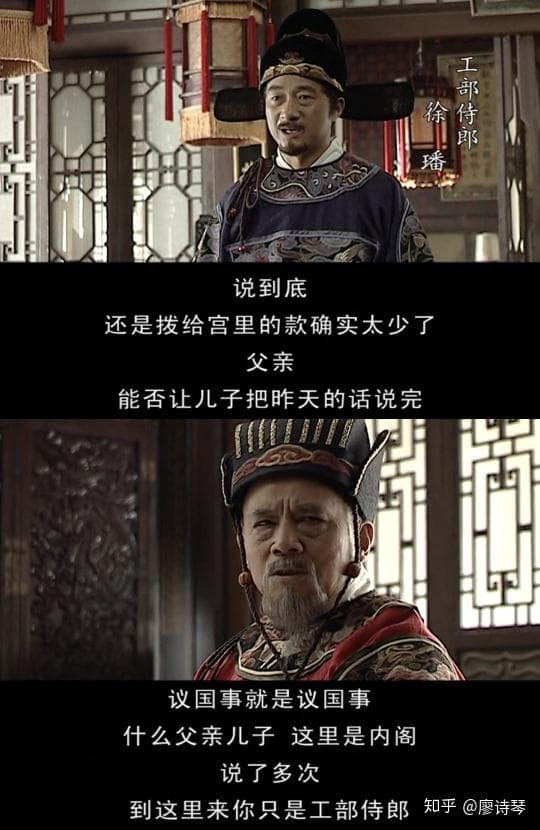 工部侍郎
徐璠
说到底
还是拨给宫里的款确实太少了
父亲
能否让儿子把昨天的话说完
议国事就是议国事
什么父亲儿子 这里是内阁
说了多次
到这里来你只是工部侍郎
知乎 @廖诗琴